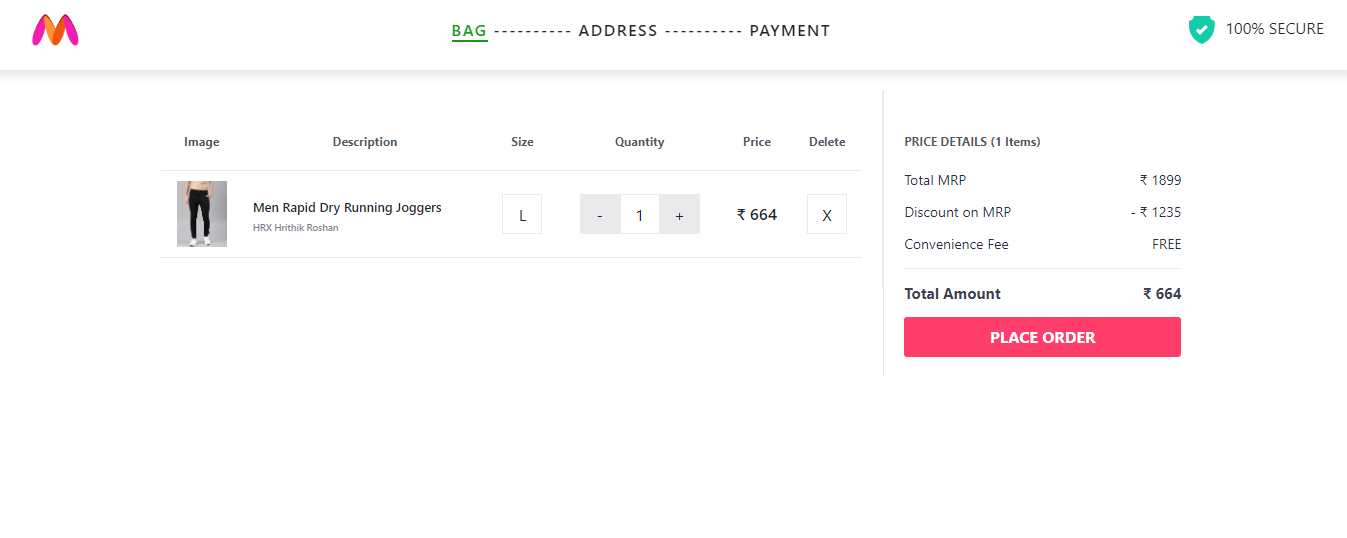 BAG ---------- ADDRESS ---------- PAYMENT
100% SECURE
Image Description Size Quantity Price Delete
Men Rapid Dry Running Joggers
HRX Hrithik Roshan
L
- 1 +
₹ 664
X
PRICE DETAILS (1 Items)
Total MRP ₹ 1899
Discount on MRP - ₹ 1235
Convenience Fee FREE
Total Amount ₹ 664
PLACE ORDER